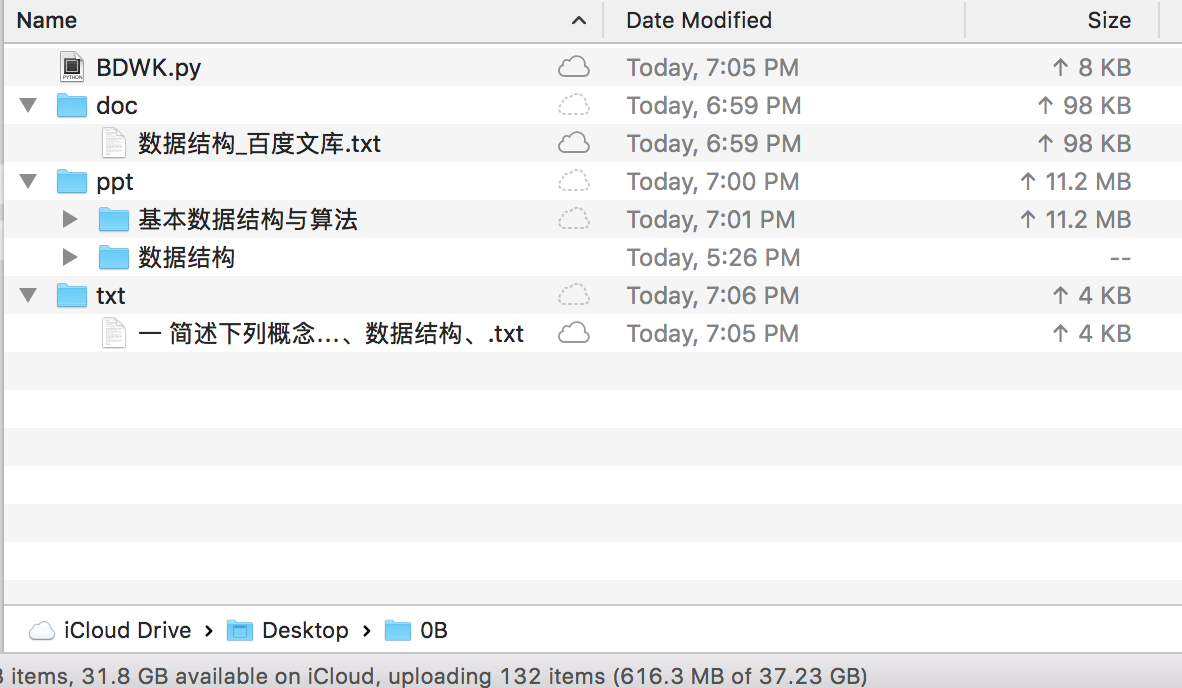 Name Date Modified Size
BDWK.py Today, 7:05 PM ↑ 8 KB
doc Today, 6:59 PM ↑ 98 KB
数据结构_百度文库.txt Today, 6:59 PM ↑ 98 KB
ppt Today, 7:00 PM ↑ 11.2 MB
基本数据结构与算法 Today, 7:01 PM ↑ 11.2 MB
数据结构 Today, 5:26 PM --
txt Today, 7:06 PM ↑ 4 KB
一 简述下列概念...、数据结构、.txt Today, 7:05 PM ↑ 4 KB
iCloud Drive › Desktop › 0B
items, 31.8 GB available on iCloud, uploading 132 items (616.3 MB of 37.23 GB)